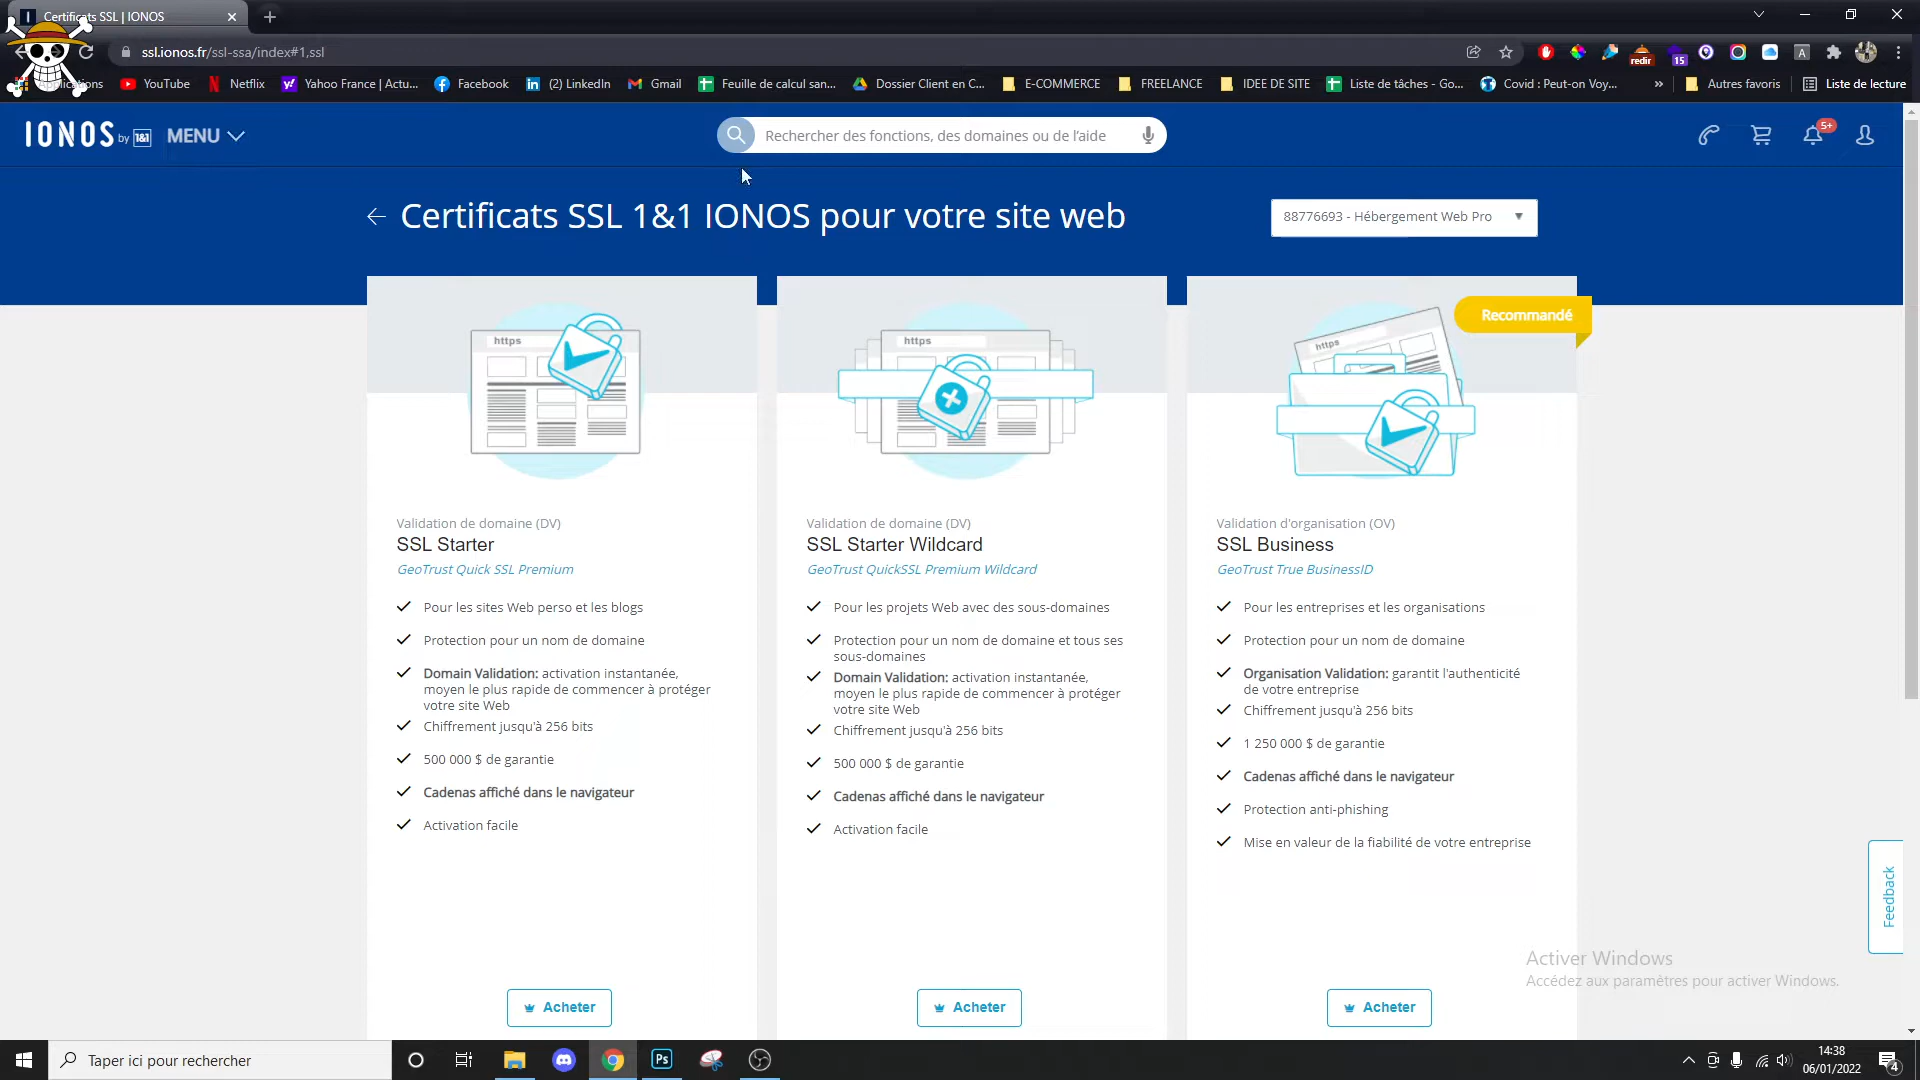 Certificats SSL | IONOS
ssl.ionos.fr/ssl-ssa/index#1,ssl
redir
15
A
Applications
YouTube
Netflix
Yahoo France | Actu...
Facebook
(2) LinkedIn
Gmail
Feuille de calcul san...
Dossier Client en C...
E-COMMERCE
FREELANCE
IDEE DE SITE
Liste de tâches - Go...
Covid : Peut-on Voy...
»
Autres favoris
Liste de lecture
IONOS by 1&1 MENU
Rechercher des fonctions, des domaines ou de l'aide
5+
Certificats SSL 1&1 IONOS pour votre site web
88776693 - Hébergement Web Pro
https
https
https
Recommandé
Validation de domaine (DV)
SSL Starter
GeoTrust Quick SSL Premium
Pour les sites Web perso et les blogs
Protection pour un nom de domaine
Domain Validation: activation instantanée,
moyen le plus rapide de commencer à protéger
votre site Web
Chiffrement jusqu'à 256 bits
500 000 $ de garantie
Cadenas affiché dans le navigateur
Activation facile
Acheter
Validation de domaine (DV)
SSL Starter Wildcard
GeoTrust QuickSSL Premium Wildcard
Pour les projets Web avec des sous-domaines
Protection pour un nom de domaine et tous ses
sous-domaines
Domain Validation: activation instantanée,
moyen le plus rapide de commencer à protéger
votre site Web
Chiffrement jusqu'à 256 bits
500 000 $ de garantie
Cadenas affiché dans le navigateur
Activation facile
Acheter
Validation d'organisation (OV)
SSL Business
GeoTrust True BusinessID
Pour les entreprises et les organisations
Protection pour un nom de domaine
Organisation Validation: garantit l'authenticité
de votre entreprise
Chiffrement jusqu'à 256 bits
1 250 000 $ de garantie
Cadenas affiché dans le navigateur
Protection anti-phishing
Mise en valeur de la fiabilité de votre entreprise
Acheter
Feedback
Activer Windows
Accédez aux paramètres pour activer Windows.
Taper ici pour rechercher
Ps
14:38
06/01/2022
4